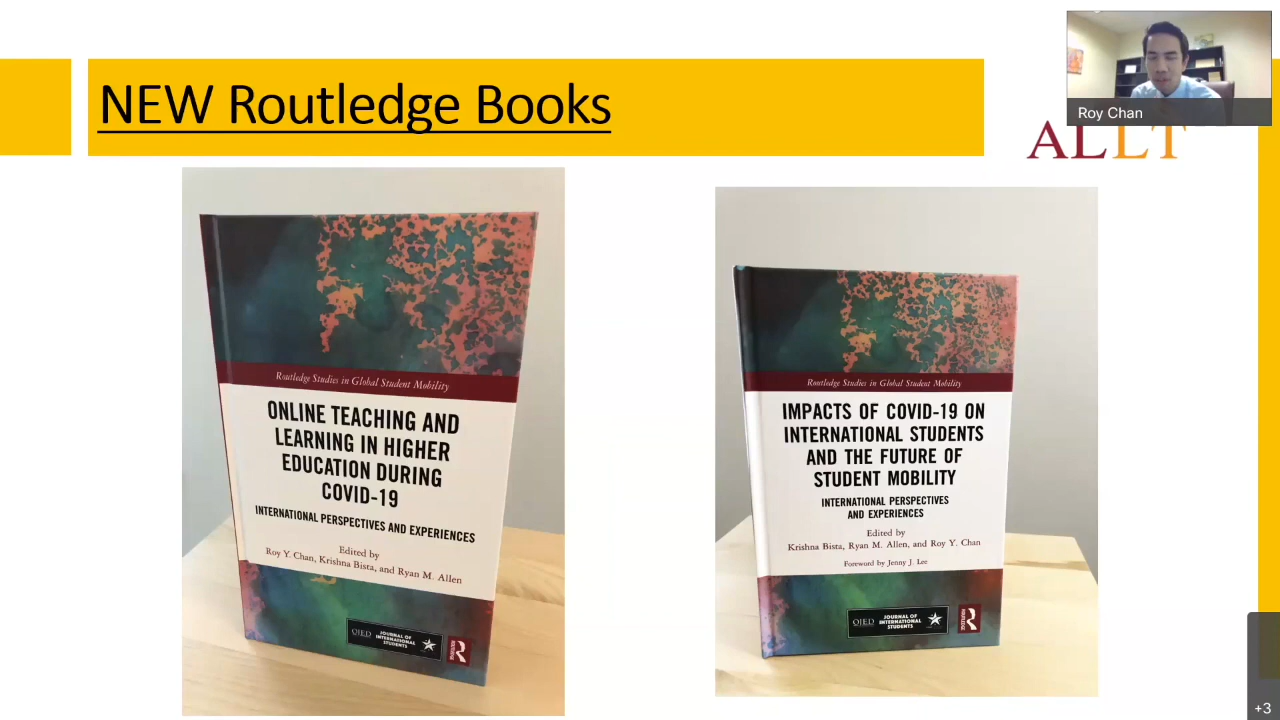 NEW Routledge Books
Roy Chan
ALLT
Routledge Studies in Global Student Mobility
ONLINE TEACHING AND
LEARNING IN HIGHER
EDUCATION DURING
COVID-19
INTERNATIONAL PERSPECTIVES AND EXPERIENCES
Edited by
Roy Y. Chan, Krishna Bista, and Ryan M. Allen
OJED
JOURNAL OF
INTERNATIONAL
STUDENTS
R
ROUTLEDGE
Routledge Studies in Global Student Mobility
IMPACTS OF COVID-19 ON
INTERNATIONAL STUDENTS
AND THE FUTURE OF
STUDENT MOBILITY
INTERNATIONAL PERSPECTIVES
AND EXPERIENCES
Edited by
Krishna Bista, Ryan M. Allen, and Roy Y. Chan
Foreword by Jenny J. Lee
OJED
JOURNAL OF
INTERNATIONAL
STUDENTS
R
ROUTLEDGE
+3